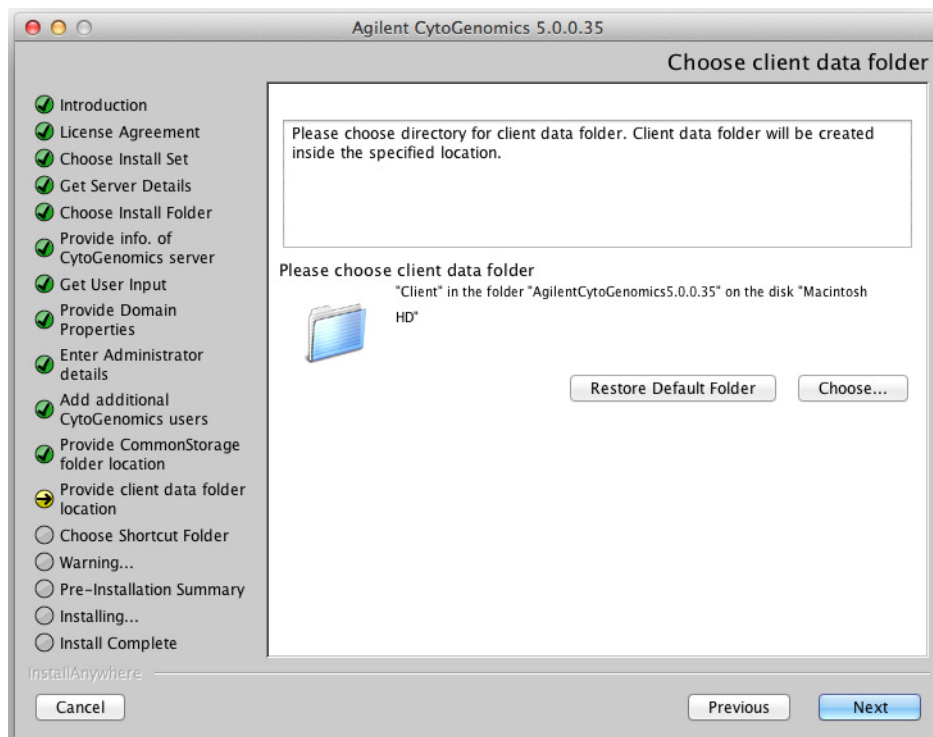 Agilent CytoGenomics 5.0.0.35
Choose client data folder
Introduction
License Agreement
Choose Install Set
Get Server Details
Choose Install Folder
Provide info. of
CytoGenomics server
Get User Input
Provide Domain
Properties
Enter Administrator
details
Add additional
CytoGenomics users
Provide CommonStorage
folder location
Provide client data folder
location
Choose Shortcut Folder
Warning...
Pre-Installation Summary
Installing...
Install Complete
Please choose directory for client data folder. Client data folder will be created
inside the specified location.
Please choose client data folder
"Client" in the folder "AgilentCytoGenomics5.0.0.35" on the disk "Macintosh
HD"
Restore Default Folder
Choose...
InstallAnywhere
Cancel
Previous
Next